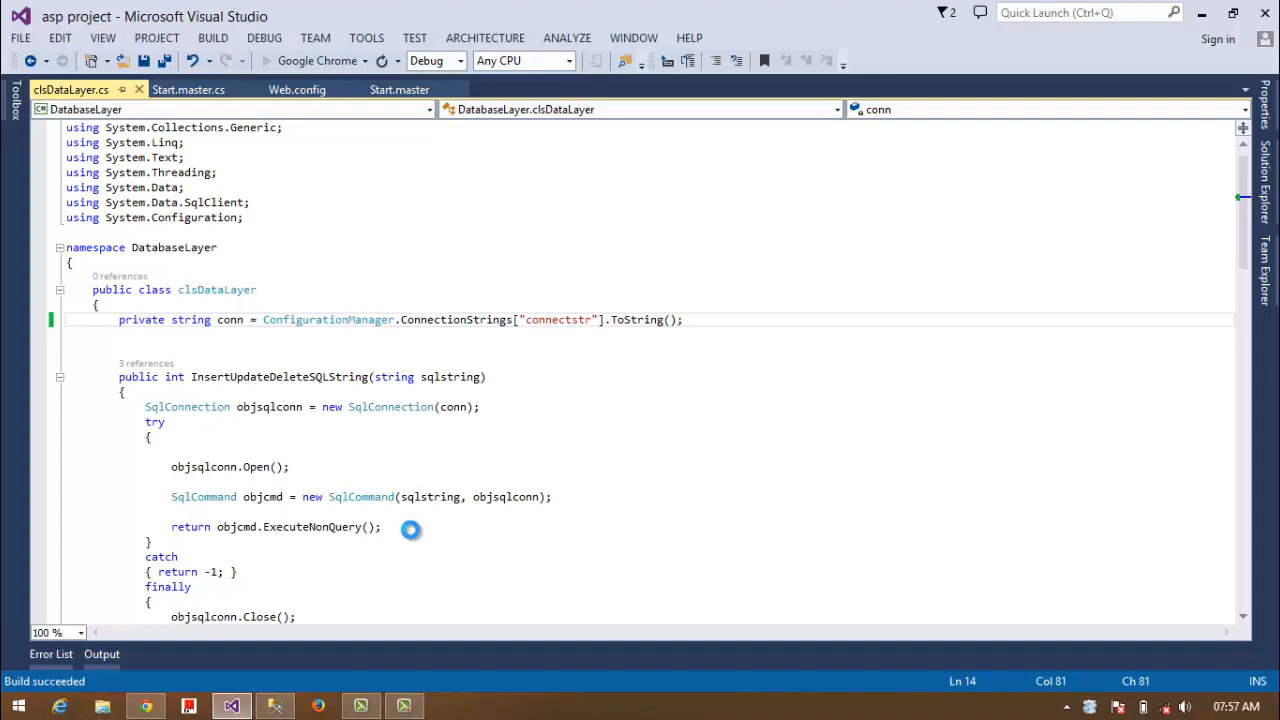 asp project - Microsoft Visual Studio
2
Quick Launch (Ctrl+Q)
FILE EDIT VIEW PROJECT BUILD DEBUG TEAM TOOLS TEST ARCHITECTURE ANALYZE WINDOW HELP
Sign in
Google Chrome
Debug
Any CPU
Toolbox
clsDataLayer.cs
Start.master.cs
Web.config
Start.master
C# DatabaseLayer
DatabaseLayer.clsDataLayer
conn
using System.Collections.Generic;
using System.Linq;
using System.Text;
using System.Threading;
using System.Data;
using System.Data.SqlClient;
using System.Configuration;
namespace DatabaseLayer
{
0 references
public class clsDataLayer
{
private string conn = ConfigurationManager.ConnectionStrings["connectstr"].ToString();
3 references
public int InsertUpdateDeleteSQLString(string sqlstring)
{
SqlConnection objsqlconn = new SqlConnection(conn);
try
{
objsqlconn.Open();
SqlCommand objcmd = new SqlCommand(sqlstring, objsqlconn);
return objcmd.ExecuteNonQuery();
}
catch
{ return -1; }
finally
{
objsqlconn.Close();
Properties
Solution Explorer
Team Explorer
100 %
Error List Output
Build succeeded
Ln 14
Col 81
Ch 81
INS
07:57 AM